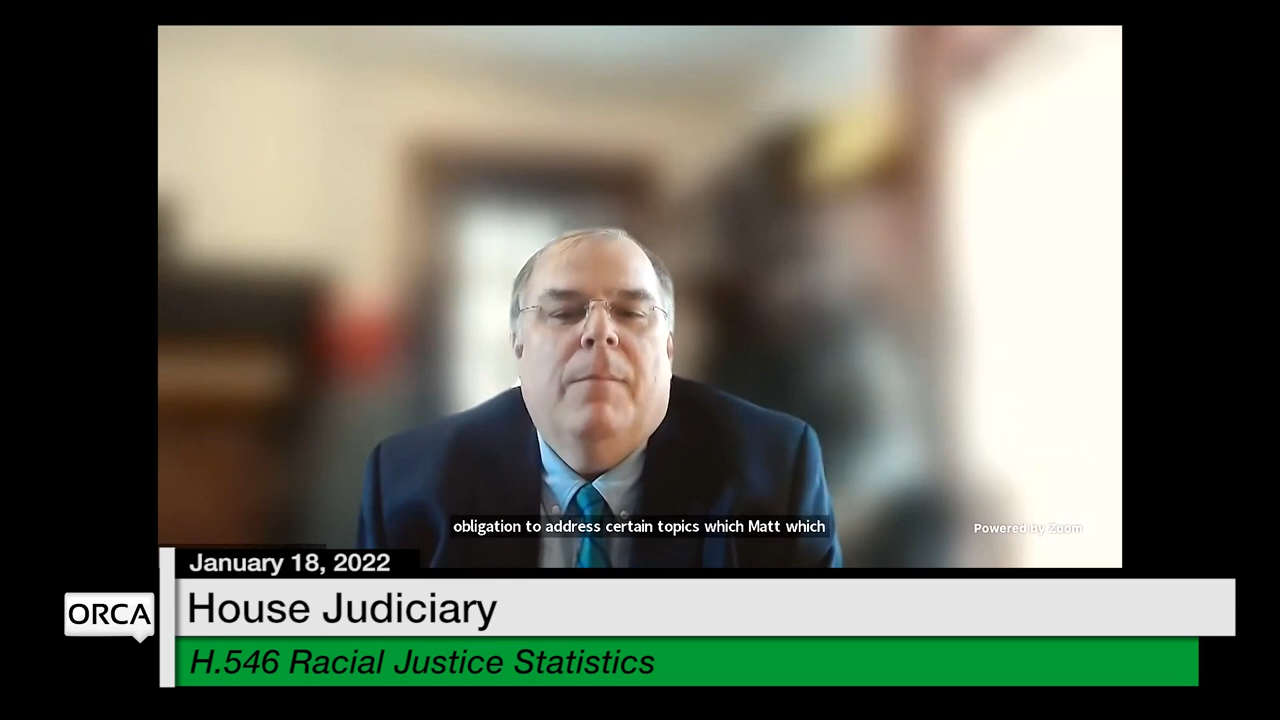 obligation to address certain topics which Matt which
Powered by Zoom
January 18, 2022
ORCA
House Judiciary
H.546 Racial Justice Statistics